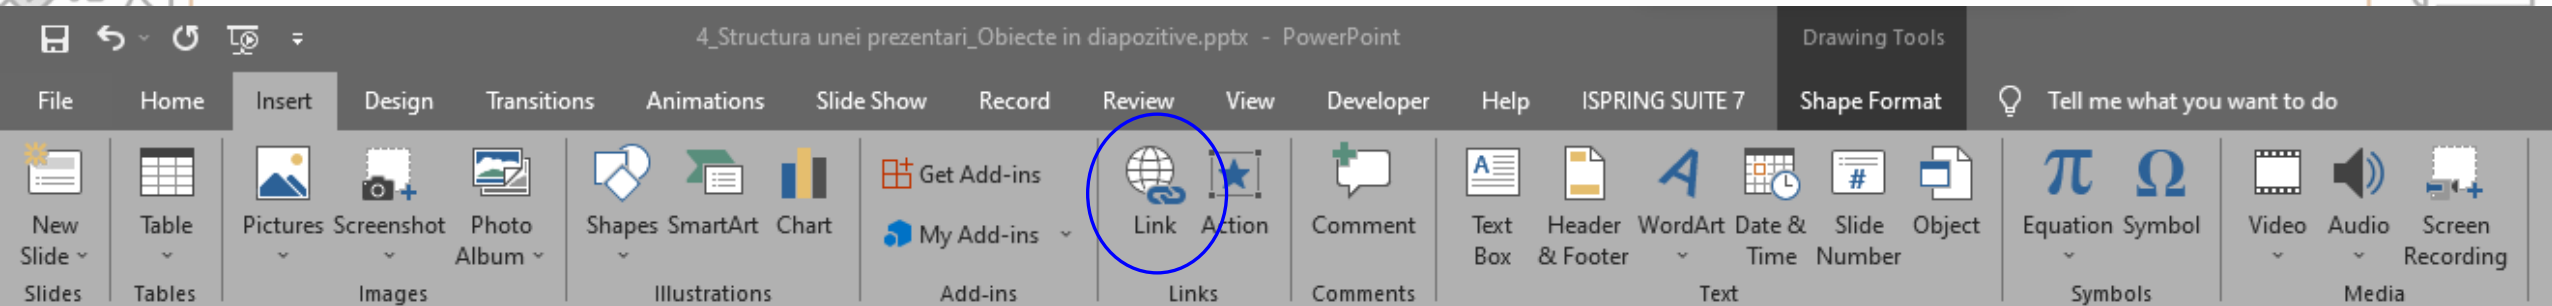 4_Structura unei prezentari_Obiecte in diapozitive.pptx - PowerPoint
Drawing Tools
File Home Insert Design Transitions Animations Slide Show Record Review View Developer Help ISPRING SUITE 7 Shape Format Tell me what you want to do
New Slide
Table
Pictures
Screenshot
Photo Album
Shapes
SmartArt
Chart
Get Add-ins
My Add-ins
Link
Action
Comment
Text Box
Header & Footer
WordArt
Date & Time
Slide Number
#
Object
Equation
π
Symbol
Ω
Video
Audio
Screen Recording
Slides Tables Images Illustrations Add-ins Links Comments Text Symbols Media